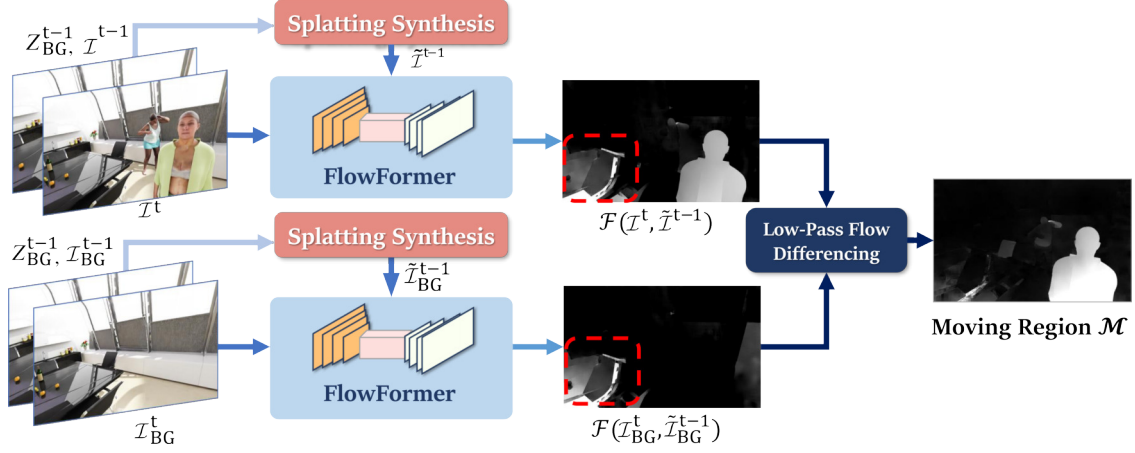 Splatting Synthesis
Z_BG^t-1, I^t-1
Ĩ^t-1
FlowFormer
I^t
F(I^t, Ĩ^t-1)
Splatting Synthesis
Z_BG^t-1, I_BG^t-1
Ĩ_BG^t-1
Low-Pass Flow
Differencing
Moving Region M
FlowFormer
I_BG^t
F(I_BG^t, Ĩ_BG^t-1)